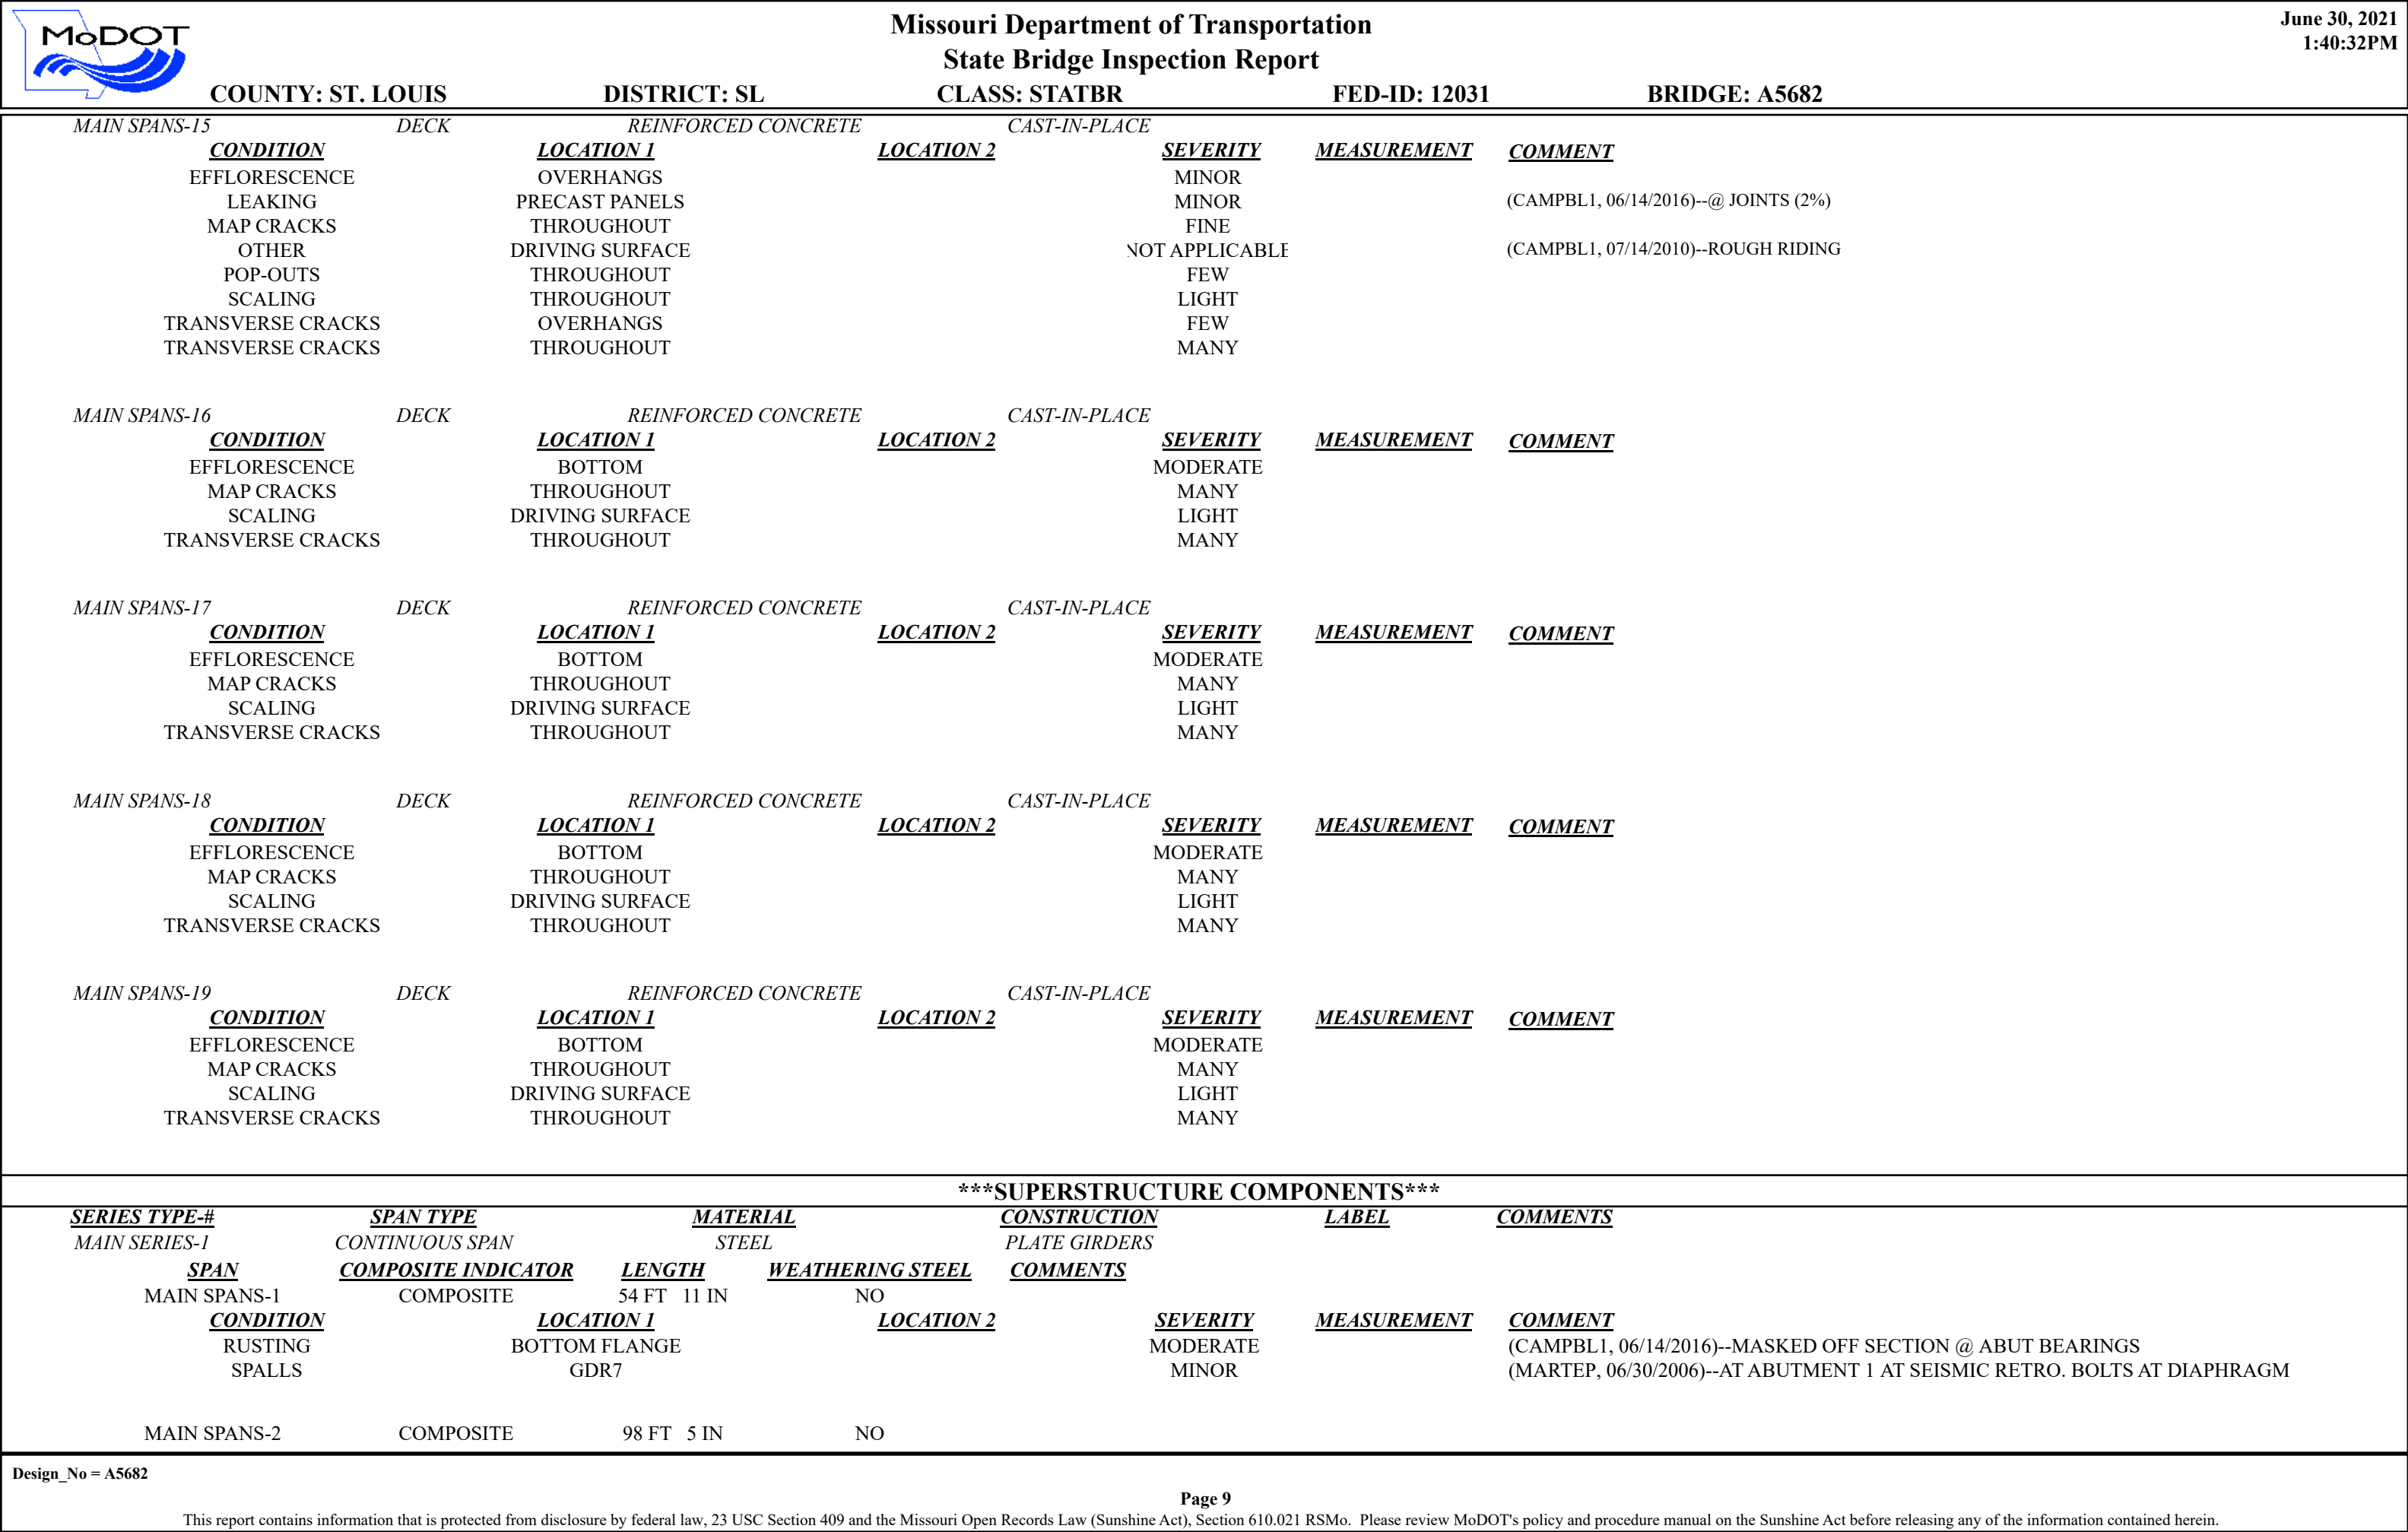 MoDOT
Missouri Department of Transportation
State Bridge Inspection Report
June 30, 2021
1:40:32PM
COUNTY: ST. LOUIS DISTRICT: SL CLASS: STATBR FED-ID: 12031 BRIDGE: A5682
MAIN SPANS-15 DECK REINFORCED CONCRETE CAST-IN-PLACE
CONDITION LOCATION 1 LOCATION 2 SEVERITY MEASUREMENT COMMENT
EFFLORESCENCE OVERHANGS MINOR
LEAKING PRECAST PANELS MINOR (CAMPBL1, 06/14/2016)--@ JOINTS (2%)
MAP CRACKS THROUGHOUT FINE
OTHER DRIVING SURFACE NOT APPLICABLE (CAMPBL1, 07/14/2010)--ROUGH RIDING
POP-OUTS THROUGHOUT FEW
SCALING THROUGHOUT LIGHT
TRANSVERSE CRACKS OVERHANGS FEW
TRANSVERSE CRACKS THROUGHOUT MANY
MAIN SPANS-16 DECK REINFORCED CONCRETE CAST-IN-PLACE
CONDITION LOCATION 1 LOCATION 2 SEVERITY MEASUREMENT COMMENT
EFFLORESCENCE BOTTOM MODERATE
MAP CRACKS THROUGHOUT MANY
SCALING DRIVING SURFACE LIGHT
TRANSVERSE CRACKS THROUGHOUT MANY
MAIN SPANS-17 DECK REINFORCED CONCRETE CAST-IN-PLACE
CONDITION LOCATION 1 LOCATION 2 SEVERITY MEASUREMENT COMMENT
EFFLORESCENCE BOTTOM MODERATE
MAP CRACKS THROUGHOUT MANY
SCALING DRIVING SURFACE LIGHT
TRANSVERSE CRACKS THROUGHOUT MANY
MAIN SPANS-18 DECK REINFORCED CONCRETE CAST-IN-PLACE
CONDITION LOCATION 1 LOCATION 2 SEVERITY MEASUREMENT COMMENT
EFFLORESCENCE BOTTOM MODERATE
MAP CRACKS THROUGHOUT MANY
SCALING DRIVING SURFACE LIGHT
TRANSVERSE CRACKS THROUGHOUT MANY
MAIN SPANS-19 DECK REINFORCED CONCRETE CAST-IN-PLACE
CONDITION LOCATION 1 LOCATION 2 SEVERITY MEASUREMENT COMMENT
EFFLORESCENCE BOTTOM MODERATE
MAP CRACKS THROUGHOUT MANY
SCALING DRIVING SURFACE LIGHT
TRANSVERSE CRACKS THROUGHOUT MANY
***SUPERSTRUCTURE COMPONENTS***
SERIES TYPE-# SPAN TYPE MATERIAL CONSTRUCTION LABEL COMMENTS
MAIN SERIES-1 CONTINUOUS SPAN STEEL PLATE GIRDERS
SPAN COMPOSITE INDICATOR LENGTH WEATHERING STEEL COMMENTS
MAIN SPANS-1 COMPOSITE 54 FT 11 IN NO
CONDITION LOCATION 1 LOCATION 2 SEVERITY MEASUREMENT COMMENT
RUSTING BOTTOM FLANGE MODERATE (CAMPBL1, 06/14/2016)--MASKED OFF SECTION @ ABUT BEARINGS
SPALLS GDR7 MINOR (MARTEP, 06/30/2006)--AT ABUTMENT 1 AT SEISMIC RETRO. BOLTS AT DIAPHRAGM
MAIN SPANS-2 COMPOSITE 98 FT 5 IN NO
Design_No = A5682
Page 9
This report contains information that is protected from disclosure by federal law, 23 USC Section 409 and the Missouri Open Records Law (Sunshine Act), Section 610.021 RSMo. Please review MoDOT's policy and procedure manual on the Sunshine Act before releasing any of the information contained herein.